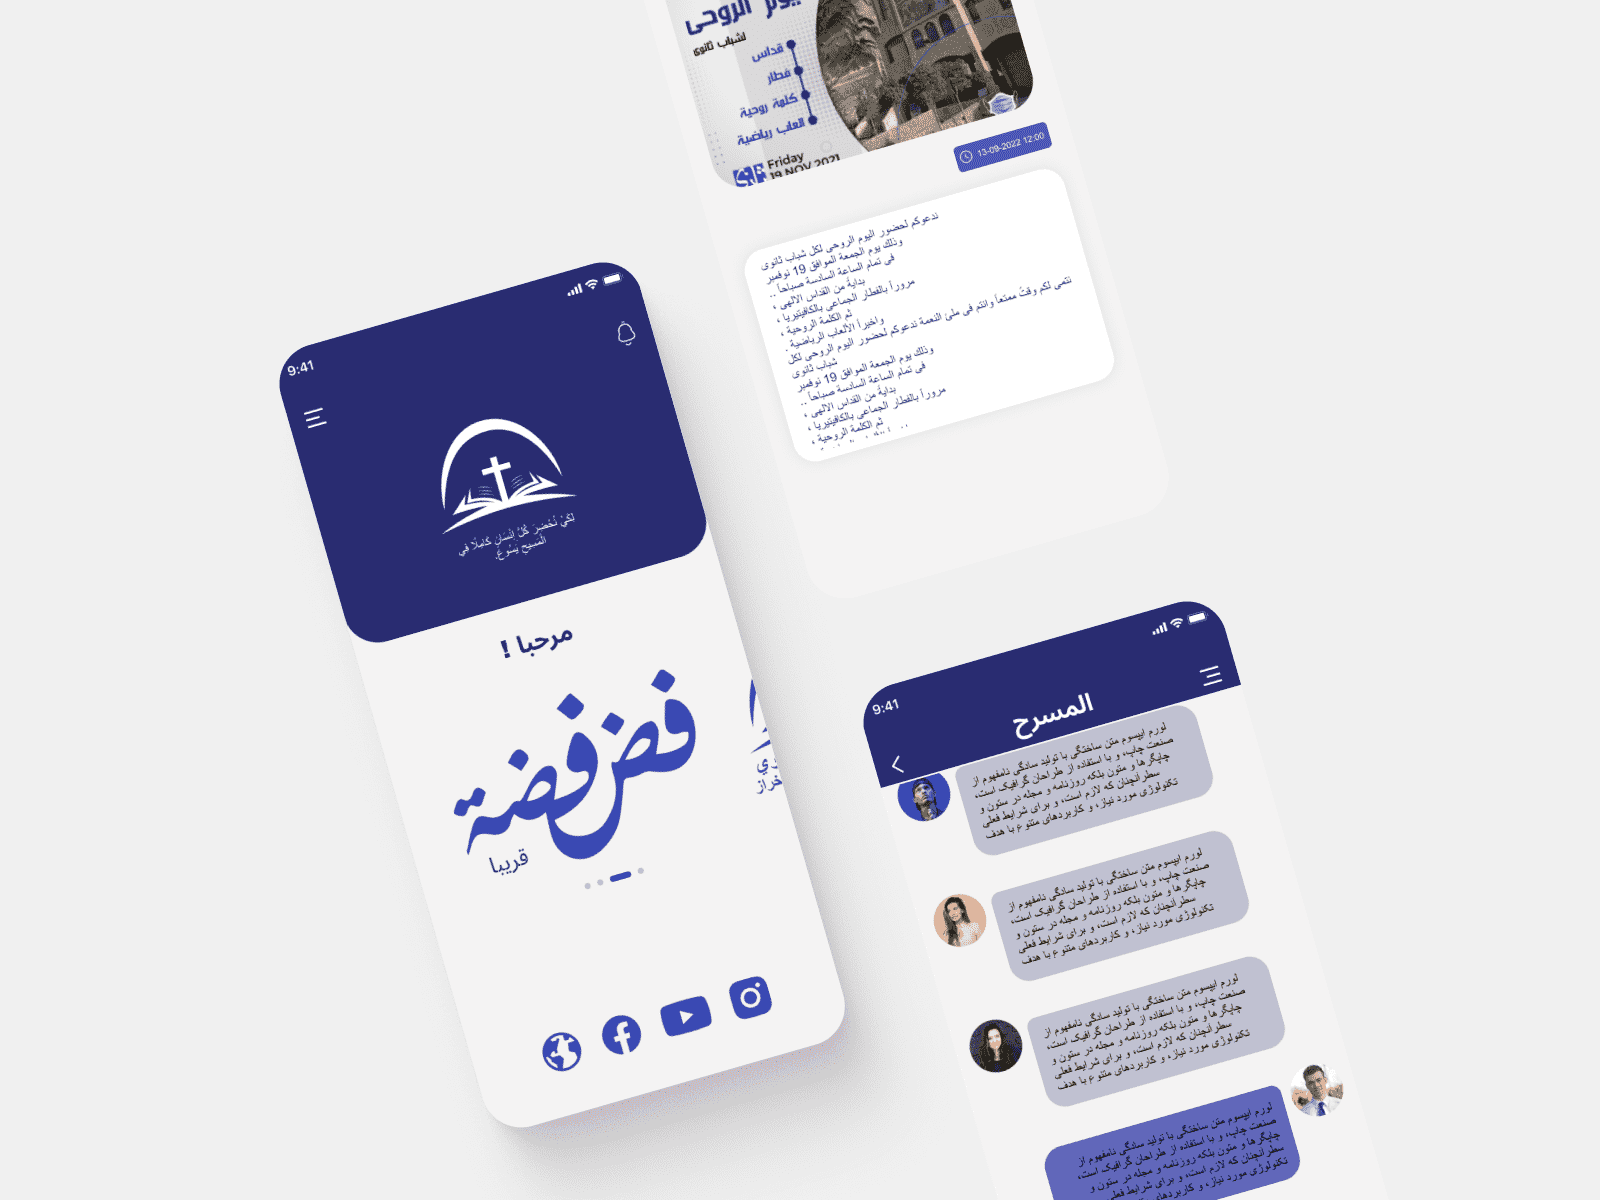 يوم الروحى
لشباب ثانوى
قداس
فطار
كلمة روحية
العاب رياضية
Friday
19 NOV 2021
13-09-2022 12:00
ندعوكم لحضور اليوم الروحى لكل شباب ثانوى
وذلك يوم الجمعة الموافق 19 نوفمبر
فى تمام الساعة السادسة صباحاً ..
بدايةً من القداس الالهى ،
مروراً بالفطار الجماعى بالكافيتيريا ،
ثم الكلمة الروحية ،
واخيراً الألعاب الرياضية .
نتمى لكم وقتُ ممتعاً وانتم فى ملئ النعمة ندعوكم لحضور اليوم الروحى لكل
شباب ثانوى
وذلك يوم الجمعة الموافق 19 نوفمبر
فى تمام الساعة السادسة صباحاً ..
بدايةً من القداس الالهى ،
مروراً بالفطار الجماعى بالكافيتيريا ،
ثم الكلمة الروحية ،
9:41
لِكَيْ نُحْضِرَ كُلَّ إِنْسَانٍ كَامِلًا فِي
الْمَسِيحِ يَسُوعَ.
مرحبا !
فضفضة
قريبا
9:41
المسرح
لورم ایپسوم متن ساختگی با تولید سادگی نامفهوم از
صنعت چاپ، و با استفاده از طراحان گرافیک است،
چاپگرها و متون بلکه روزنامه و مجله در ستون و
سطرآنچنان که لازم است، و برای شرایط فعلی
تکنولوژی مورد نیاز، و کاربردهای متنوع با هدف
لورم ایپسوم متن ساختگی با تولید سادگی نامفهوم از
صنعت چاپ، و با استفاده از طراحان گرافیک است،
چاپگرها و متون بلکه روزنامه و مجله در ستون و
سطرآنچنان که لازم است، و برای شرایط فعلی
تکنولوژی مورد نیاز، و کاربردهای متنوع با هدف
لورم ایپسوم متن ساختگی با تولید سادگی نامفهوم از
صنعت چاپ، و با استفاده از طراحان گرافیک است،
چاپگرها و متون بلکه روزنامه و مجله در ستون و
سطرآنچنان که لازم است، و برای شرایط فعلی
تکنولوژی مورد نیاز، و کاربردهای متنوع با هدف
لورم ایپسوم متن ساختگی با تولید سادگی نامفهوم از
صنعت چاپ، و با استفاده از طراحان گرافیک است،
چاپگرها و متون بلکه روزنامه و مجله در ستون و
سطرآنچنان که لازم است، و برای شرایط فعلی
تکنولوژی مورد نیاز، و کاربردهای